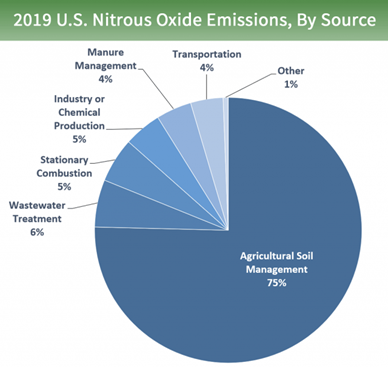 2019 U.S. Nitrous Oxide Emissions, By Source
Manure
Management
4%
Transportation
4%
Other
1%
Industry or
Chemical
Production
5%
Stationary
Combustion
5%
Wastewater
Treatment
6%
Agricultural Soil
Management
75%